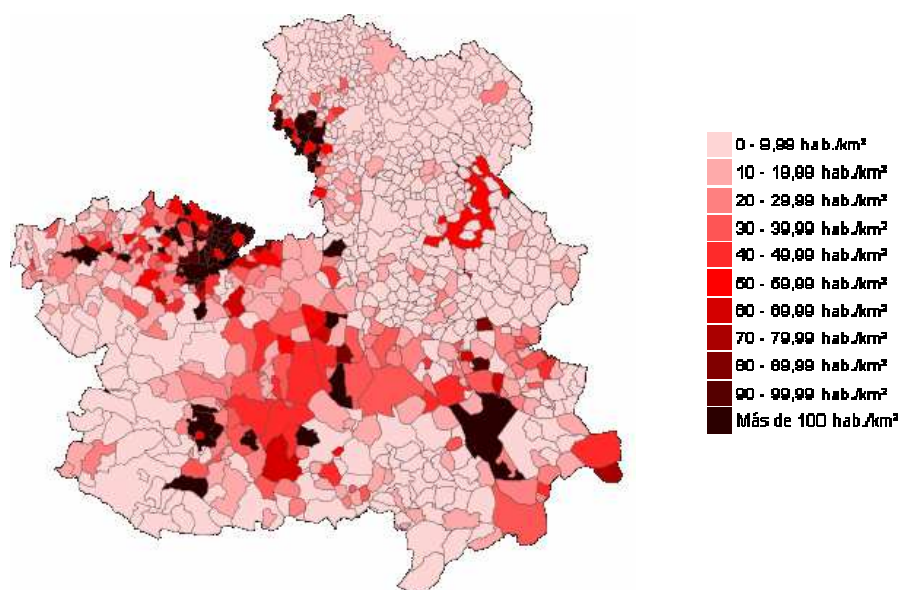 0 - 9,99 hab./km²
10 - 19,99 hab./km²
20 - 29,99 hab./km²
30 - 39,99 hab./km²
40 - 49,99 hab./km²
50 - 59,99 hab./km²
60 - 69,99 hab./km²
70 - 79,99 hab./km²
80 - 89,99 hab./km²
90 - 99,99 hab./km²
Más de 100 hab./km²